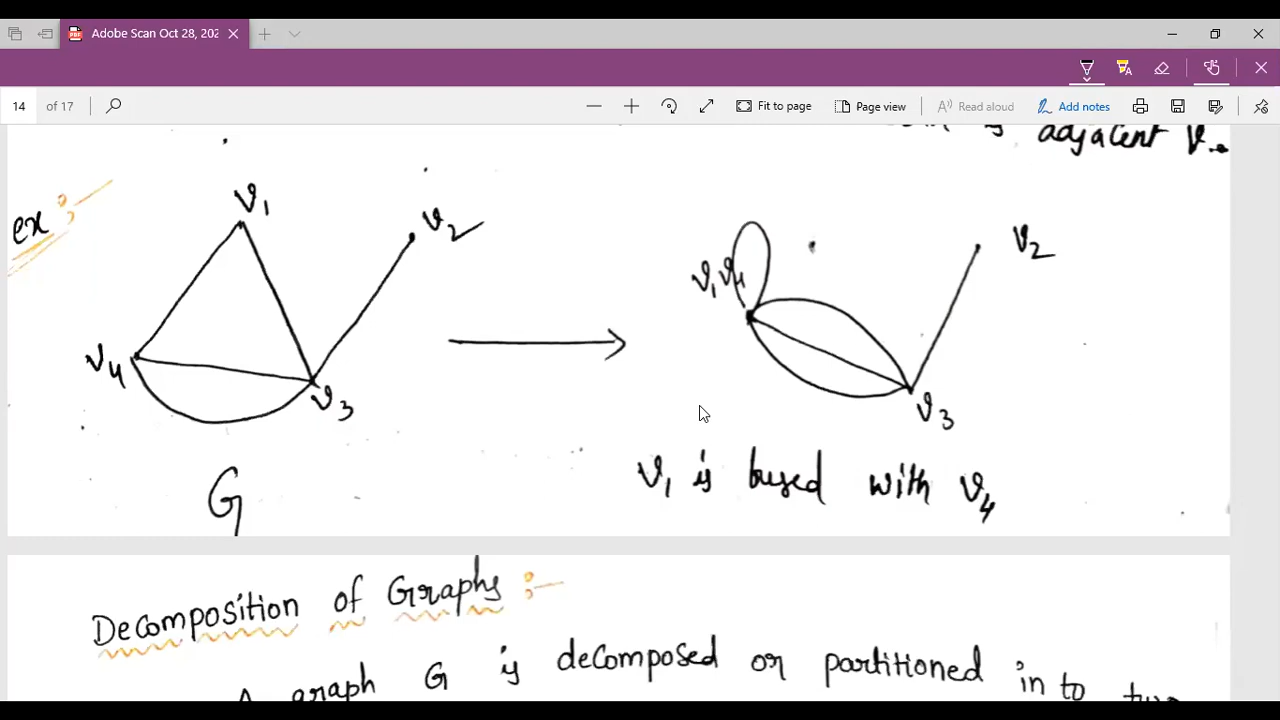 Adobe Scan Oct 28, 202
14 of 17
Fit to page
Page view
Read aloud
Add notes
adjacent V
ex :-
V1
V2
V4
V3
G
V1V4
V2
V3
V1 is fused with V4
Decomposition of Graphs :-
A graph G is decomposed or partitioned in to two